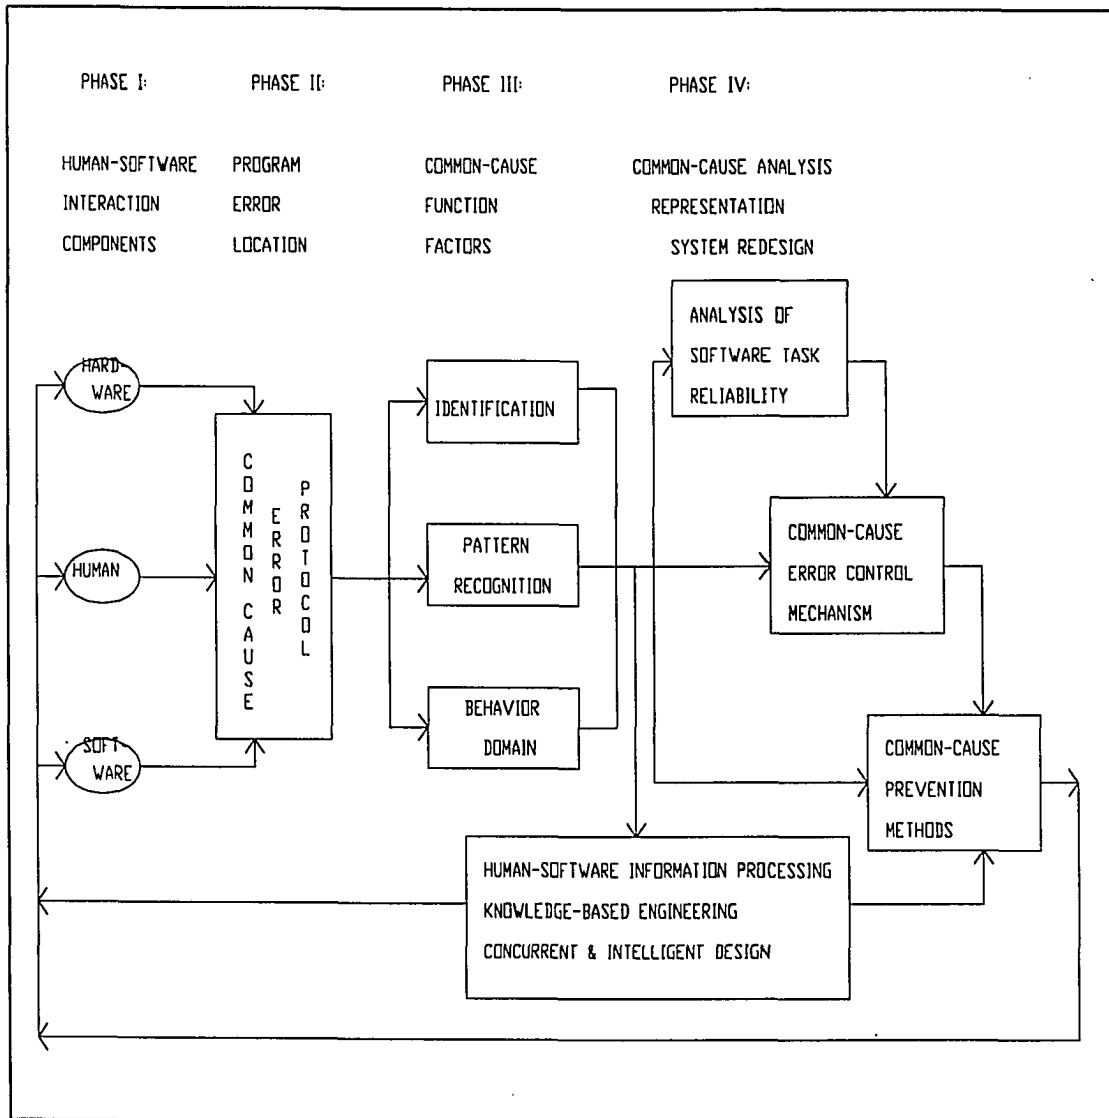 PHASE I: PHASE II: PHASE III: PHASE IV:
HUMAN-SOFTWARE PROGRAM COMMON-CAUSE COMMON-CAUSE ANALYSIS
INTERACTION ERROR FUNCTION REPRESENTATION
COMPONENTS LOCATION FACTORS SYSTEM REDESIGN
HARD-
WARE
HUMAN
SOFT-
WARE
COMMON CAUSE
ERROR
PROTOCOL
IDENTIFICATION
PATTERN
RECOGNITION
BEHAVIOR
DOMAIN
ANALYSIS OF
SOFTWARE TASK
RELIABILITY
COMMON-CAUSE
ERROR CONTROL
MECHANISM
COMMON-CAUSE
PREVENTION
METHODS
HUMAN-SOFTWARE INFORMATION PROCESSING
KNOWLEDGE-BASED ENGINEERING
CONCURRENT & INTELLIGENT DESIGN